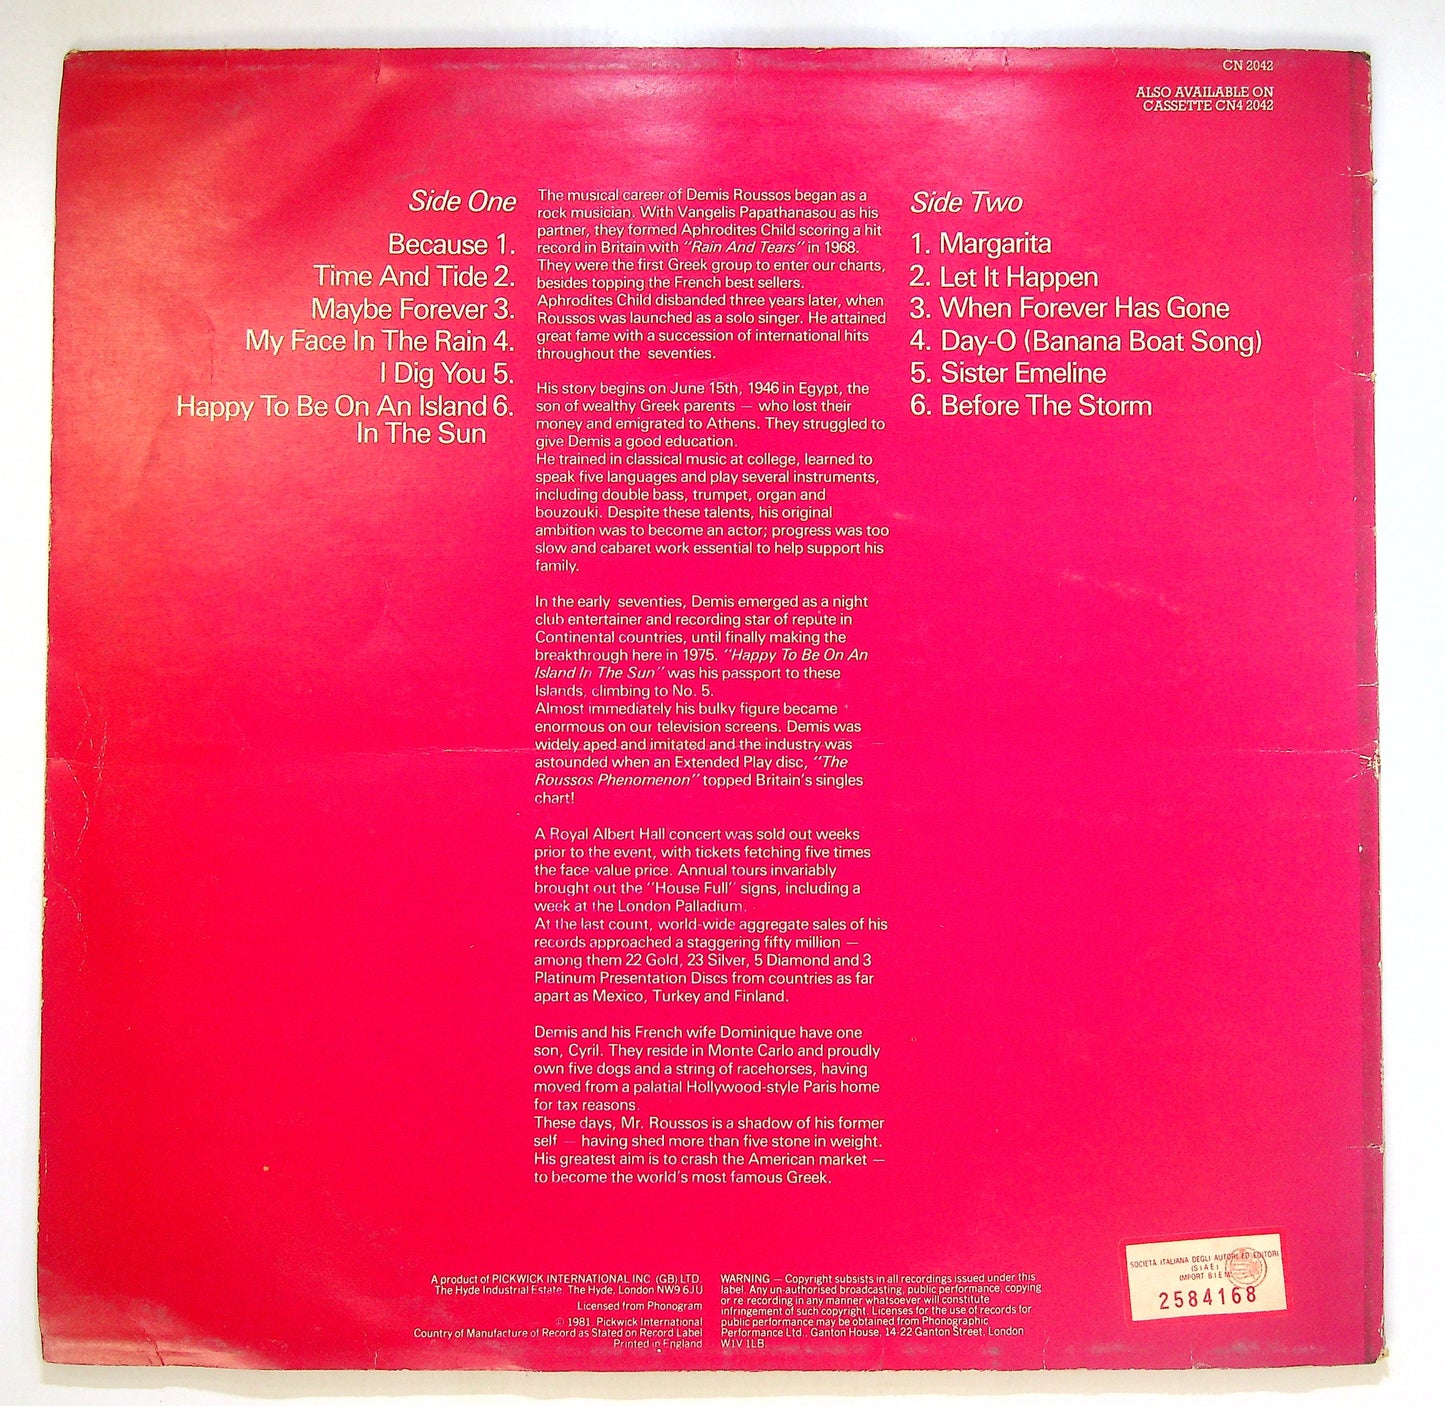 CN 2042
ALSO AVAILABLE ON
CASSETTE CN4 2042
Side One
Because 1.
Time And Tide 2.
Maybe Forever 3.
My Face In The Rain 4.
I Dig You 5.
Happy To Be On An Island 6.
In The Sun
The musical career of Demis Roussos began as a
rock musician. With Vangelis Papathanasou as his
partner, they formed Aphrodites Child scoring a hit
record in Britain with "Rain And Tears" in 1968.
They were the first Greek group to enter our charts,
besides topping the French best sellers.
Aphrodites Child disbanded three years later, when
Roussos was launched as a solo singer. He attained
great fame with a succession of international hits
throughout the seventies.
His story begins on June 15th, 1946 in Egypt, the
son of wealthy Greek parents — who lost their
money and emigrated to Athens. They struggled to
give Demis a good education.
He trained in classical music at college, learned to
speak five languages and play several instruments,
including double bass, trumpet, organ and
bouzouki. Despite these talents, his original
ambition was to become an actor; progress was too
slow and cabaret work essential to help support his
family.
In the early seventies, Demis emerged as a night
club entertainer and recording star of repute in
Continental countries, until finally making the
breakthrough here in 1975. "Happy To Be On An
Island In The Sun" was his passport to these
Islands, climbing to No. 5.
Almost immediately his bulky figure became
enormous on our television screens. Demis was
widely aped and imitated and the industry was
astounded when an Extended Play disc, "The
Roussos Phenomenon" topped Britain's singles
chart!
A Royal Albert Hall concert was sold out weeks
prior to the event, with tickets fetching five times
the face-value price. Annual tours invariably
brought out the "House Full" signs, including a
week at the London Palladium.
At the last count, world-wide aggregate sales of his
records approached a staggering fifty million —
among them 22 Gold, 23 Silver, 5 Diamond and 3
Platinum Presentation Discs from countries as far
apart as Mexico, Turkey and Finland.
Demis and his French wife Dominique have one
son, Cyril. They reside in Monte Carlo and proudly
own five dogs and a string of racehorses, having
moved from a palatial Hollywood-style Paris home
for tax reasons.
These days, Mr. Roussos is a shadow of his former
self — having shed more than five stone in weight.
His greatest aim is to crash the American market —
to become the world's most famous Greek.
Side Two
1. Margarita
2. Let It Happen
3. When Forever Has Gone
4. Day-O (Banana Boat Song)
5. Sister Emeline
6. Before The Storm
A product of PICKWICK INTERNATIONAL INC. (GB) LTD.
The Hyde Industrial Estate, The Hyde, London NW9 6JU
Licensed from Phonogram
© 1981, Pickwick International
Country of Manufacture of Record as Stated on Record Label
Printed in England
WARNING — Copyright subsists in all recordings issued under this
label. Any un-authorised broadcasting, public performance, copying
or re-recording in any manner whatsoever will constitute
infringement of such copyright. Licenses for the use of records for
public performance may be obtained from Phonographic
Performance Ltd., Ganton House, 14-22 Ganton Street, London
W1V 1LB.
SOCIETÀ ITALIANA DEGLI AUTORI ED EDITORI
(S I A E)
IMPORT B.I.E.M.
2584168